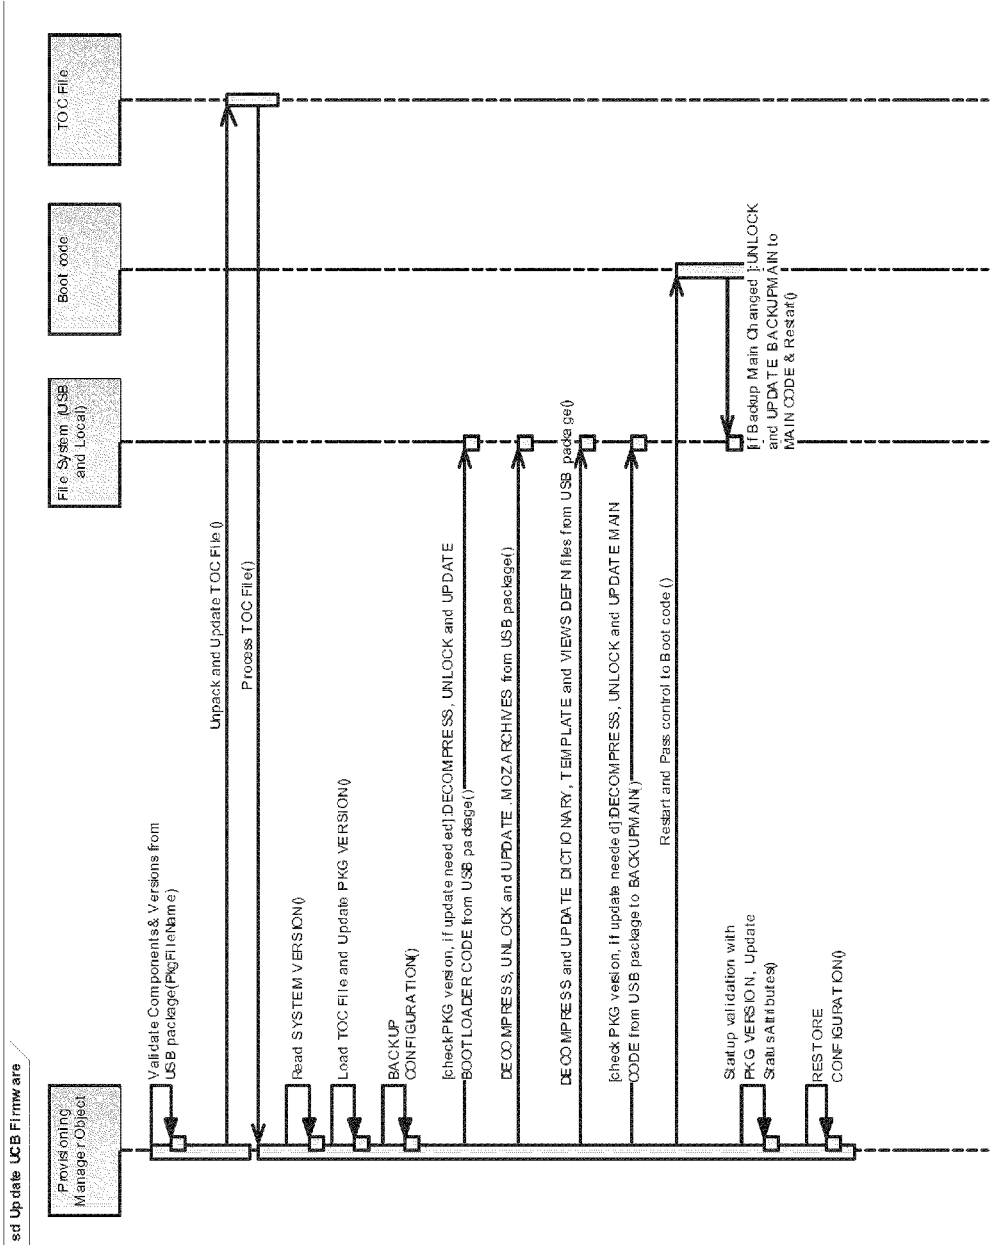 sd Update UCB Firmware
Provisioning
Manager Object
File System (USB
and Local)
Boot code
TOC File
Validate Components & Versions from
USB package(PkgFileName)
Unpack and Update TOC File()
Process TOC File()
Read SYSTEM VERSION()
Load TOC File and Update PKG VERSION()
BACKUP
CONFIGURATION()
[check PKG version, if update needed]:DECOMPRESS, UNLOCK and UPDATE
BOOTLOADER CODE from USB package()
DECOMPRESS, UNLOCK and UPDATE .MOZARCHIVES from USB package()
DECOMPRESS and UPDATE DICTIONARY, TEMPLATE and VIEWS DEFN files from USB package()
[check PKG version, if update needed]:DECOMPRESS, UNLOCK and UPDATE MAIN
CODE from USB package to BACKUPMAIN()
Restart and Pass control to Boot code()
[if Backup Main Changed ]:UNLOCK
and UPDATE BACKUPMAIN to
MAIN CODE & Restart()
Startup validation with
PKG VERSION, Update
StatusAttributes()
RESTORE
CONFIGURATION()